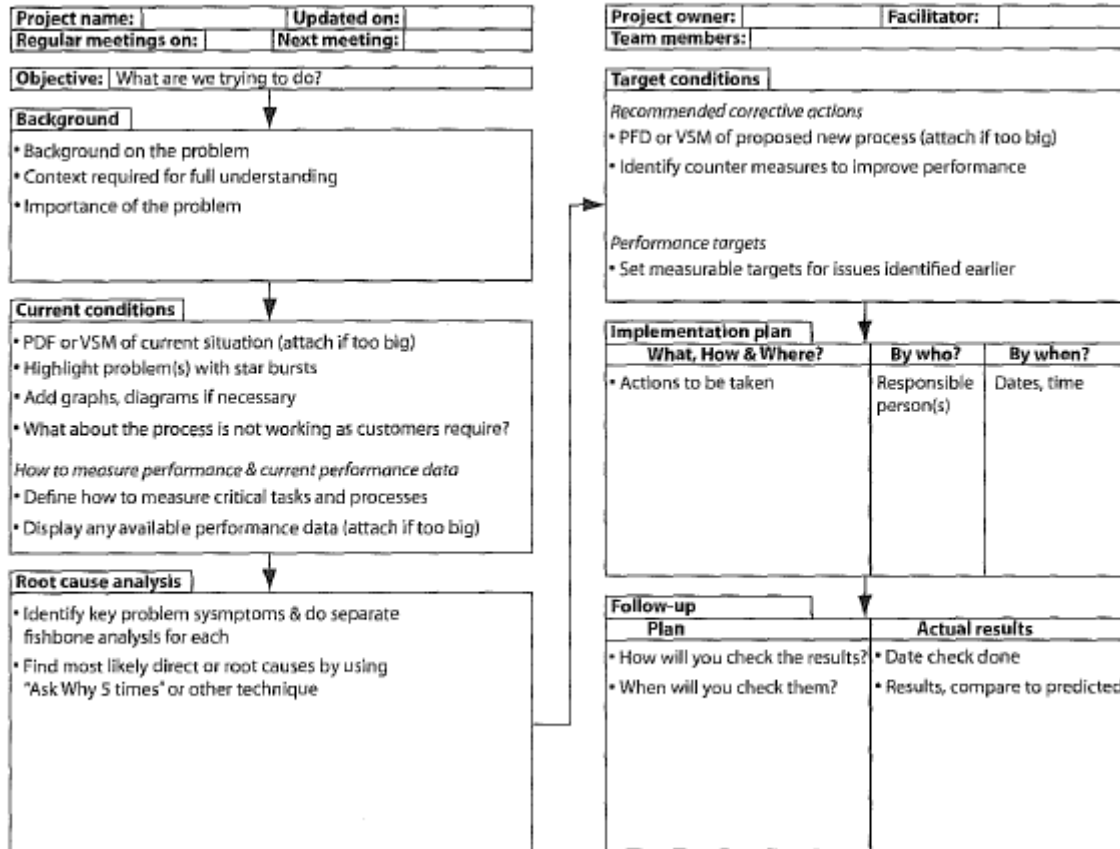 Project name: Updated on:
Regular meetings on: Next meeting:
Objective: What are we trying to do?
Background
• Background on the problem
• Context required for full understanding
• Importance of the problem
Current conditions
• PDF or VSM of current situation (attach if too big)
• Highlight problem(s) with star bursts
• Add graphs, diagrams if necessary
• What about the process is not working as customers require?
How to measure performance & current performance data
• Define how to measure critical tasks and processes
• Display any available performance data (attach if too big)
Root cause analysis
• Identify key problem sysmptoms & do separate
fishbone analysis for each
• Find most likely direct or root causes by using
"Ask Why 5 times" or other technique
Project owner: Facilitator:
Team members:
Target conditions
Recommended corrective actions
• PFD or VSM of proposed new process (attach if too big)
• Identify counter measures to improve performance
Performance targets
• Set measurable targets for issues identified earlier
Implementation plan
What, How & Where? By who? By when?
• Actions to be taken Responsible Dates, time
person(s)
Follow-up
Plan Actual results
• How will you check the results? • Date check done
• When will you check them? • Results, compare to predicted